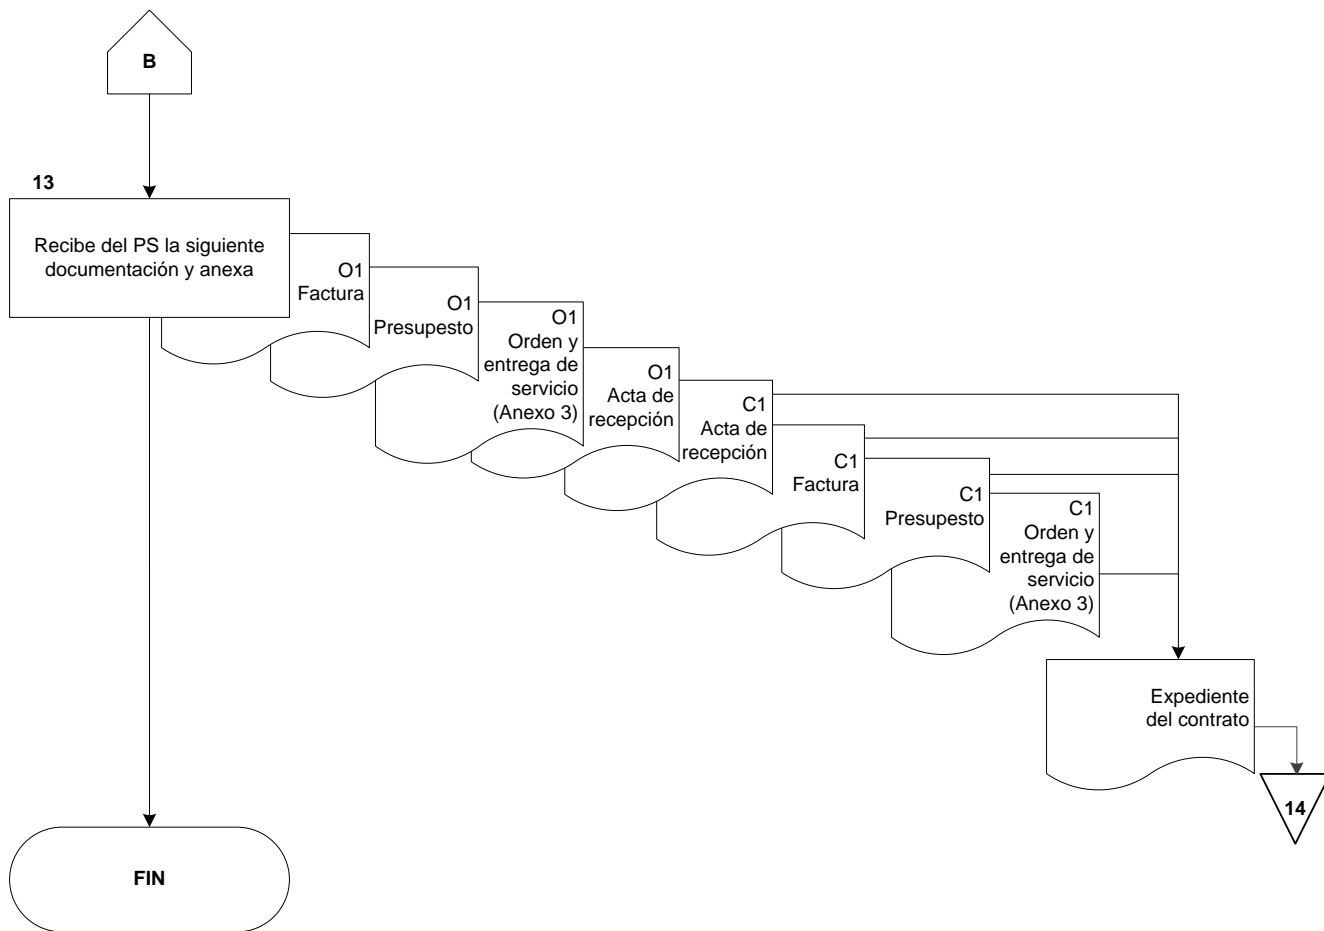 B
13
Recibe del PS la siguiente
documentación y anexa
O1
Factura
O1
Presupesto
O1
Orden y
entrega de
servicio
(Anexo 3)
O1
Acta de
recepción
C1
Acta de
recepción
C1
Factura
C1
Presupesto
C1
Orden y
entrega de
servicio
(Anexo 3)
Expediente
del contrato
14
FIN